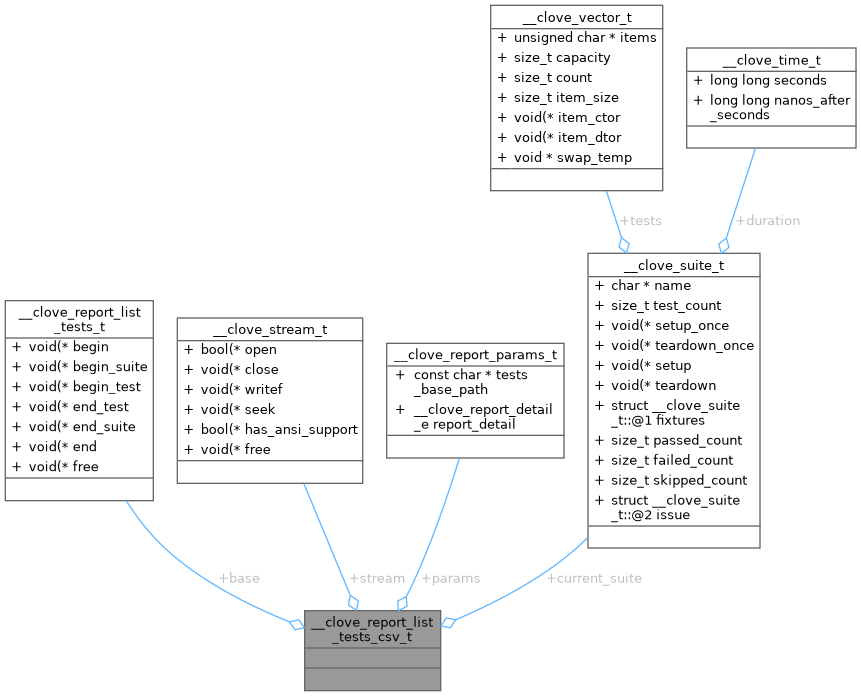 __clove_vector_t
+ unsigned char * items
+ size_t capacity
+ size_t count
+ size_t item_size
+ void(* item_ctor
+ void(* item_dtor
+ void * swap_temp
__clove_time_t
+ long long seconds
+ long long nanos_after
_seconds
+tests
+duration
__clove_report_list
_tests_t
+ void(* begin
+ void(* begin_suite
+ void(* begin_test
+ void(* end_test
+ void(* end_suite
+ void(* end
+ void(* free
__clove_stream_t
+ bool(* open
+ void(* close
+ void(* writef
+ void(* seek
+ bool(* has_ansi_support
+ void(* free
__clove_report_params_t
+ const char * tests
_base_path
+ __clove_report_detail
_e report_detail
__clove_suite_t
+ char * name
+ size_t test_count
+ void(* setup_once
+ void(* teardown_once
+ void(* setup
+ void(* teardown
+ struct __clove_suite
_t::@1 fixtures
+ size_t passed_count
+ size_t failed_count
+ size_t skipped_count
+ struct __clove_suite
_t::@2 issue
+base
+stream
+params
+current_suite
__clove_report_list
_tests_csv_t